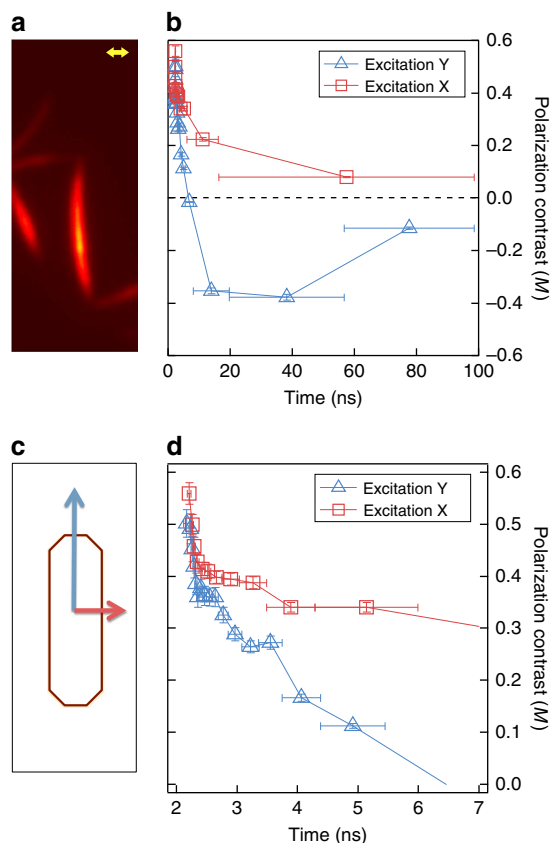 a
b
Excitation Y
Excitation X
0.6
0.4
0.2
0.0
−0.2
−0.4
−0.6
Polarization contrast (M)
0
20
40
60
80
100
Time (ns)
c
d
Excitation Y
Excitation X
0.6
0.5
0.4
0.3
0.2
0.1
0.0
Polarization contrast (M)
2
3
4
5
6
7
Time (ns)